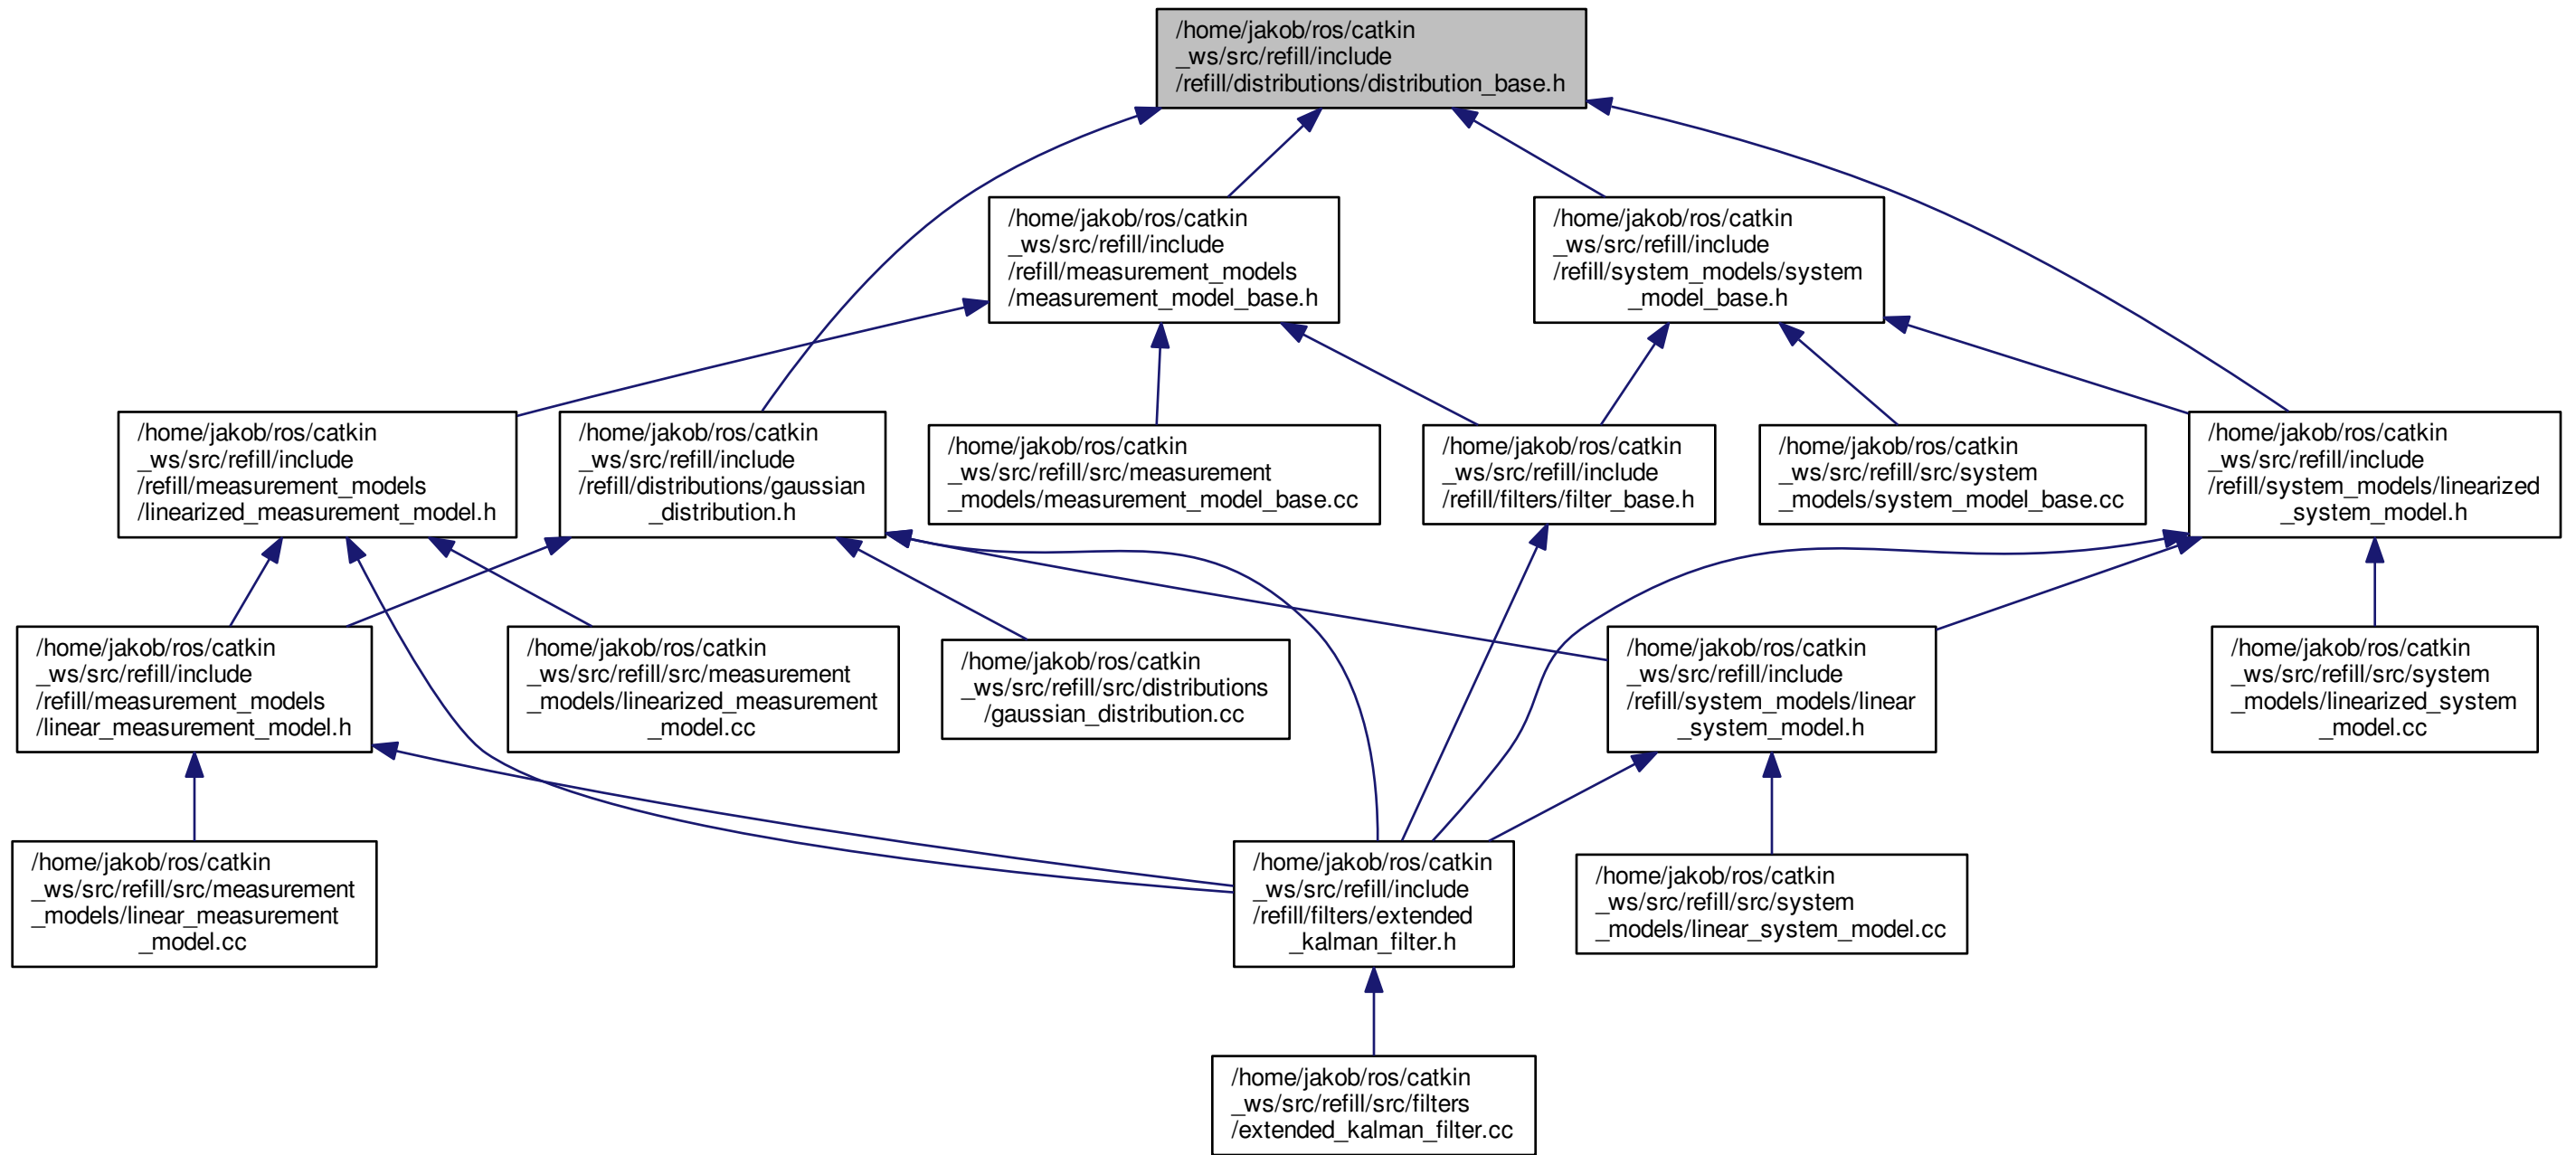 /home/jakob/ros/catkin
_ws/src/refill/include
/refill/distributions/distribution_base.h
/home/jakob/ros/catkin
_ws/src/refill/include
/refill/measurement_models
/measurement_model_base.h
/home/jakob/ros/catkin
_ws/src/refill/include
/refill/system_models/system
_model_base.h
/home/jakob/ros/catkin
_ws/src/refill/include
/refill/measurement_models
/linearized_measurement_model.h
/home/jakob/ros/catkin
_ws/src/refill/include
/refill/distributions/gaussian
_distribution.h
/home/jakob/ros/catkin
_ws/src/refill/src/measurement
_models/measurement_model_base.cc
/home/jakob/ros/catkin
_ws/src/refill/include
/refill/filters/filter_base.h
/home/jakob/ros/catkin
_ws/src/refill/src/system
_models/system_model_base.cc
/home/jakob/ros/catkin
_ws/src/refill/include
/refill/system_models/linearized
_system_model.h
/home/jakob/ros/catkin
_ws/src/refill/include
/refill/measurement_models
/linear_measurement_model.h
/home/jakob/ros/catkin
_ws/src/refill/src/measurement
_models/linearized_measurement
_model.cc
/home/jakob/ros/catkin
_ws/src/refill/src/distributions
/gaussian_distribution.cc
/home/jakob/ros/catkin
_ws/src/refill/include
/refill/system_models/linear
_system_model.h
/home/jakob/ros/catkin
_ws/src/refill/src/system
_models/linearized_system
_model.cc
/home/jakob/ros/catkin
_ws/src/refill/src/measurement
_models/linear_measurement
_model.cc
/home/jakob/ros/catkin
_ws/src/refill/include
/refill/filters/extended
_kalman_filter.h
/home/jakob/ros/catkin
_ws/src/refill/src/system
_models/linear_system_model.cc
/home/jakob/ros/catkin
_ws/src/refill/src/filters
/extended_kalman_filter.cc